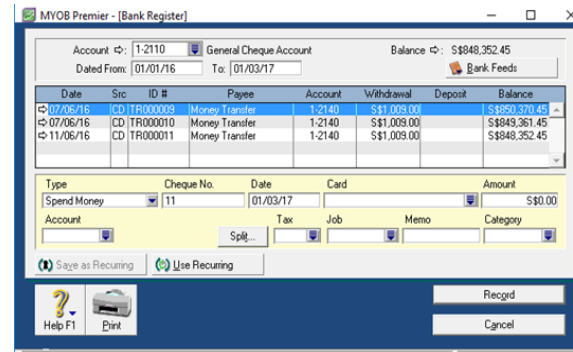 MYOB Premier - [Bank Register]
Account 1-2110 General Cheque Account Balance S$848,352.45
Dated From: 01/01/16 To: 01/03/17 Bank Feeds
Date Src ID # Payee Account Withdrawal Deposit Balance
07/06/16 CD TR000009 Money Transfer 1-2140 S$1,009.00 S$850,370.45
07/06/16 CD TR000010 Money Transfer 1-2140 S$1,009.00 S$849,361.45
11/06/16 CD TR000011 Money Transfer 1-2140 S$1,009.00 S$848,352.45
Type Cheque No. Date Card Amount
Spend Money 11 01/03/17 S$0.00
Account Tax Job Memo Category
Split...
Save as Recurring Use Recurring
Record
Help F1 Print Cancel